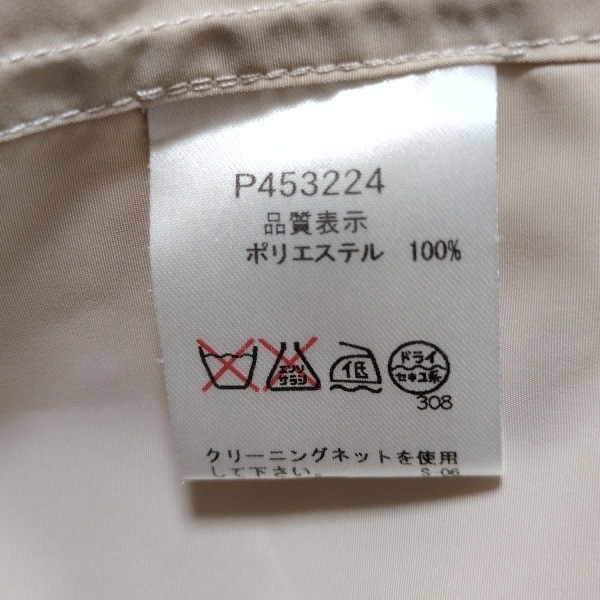 P453224
品質表示
ポリエステル 100%
エンソ サラシ 低 ドライ セキユ系
308
クリーニングネットを使用
して下さい。 S-06